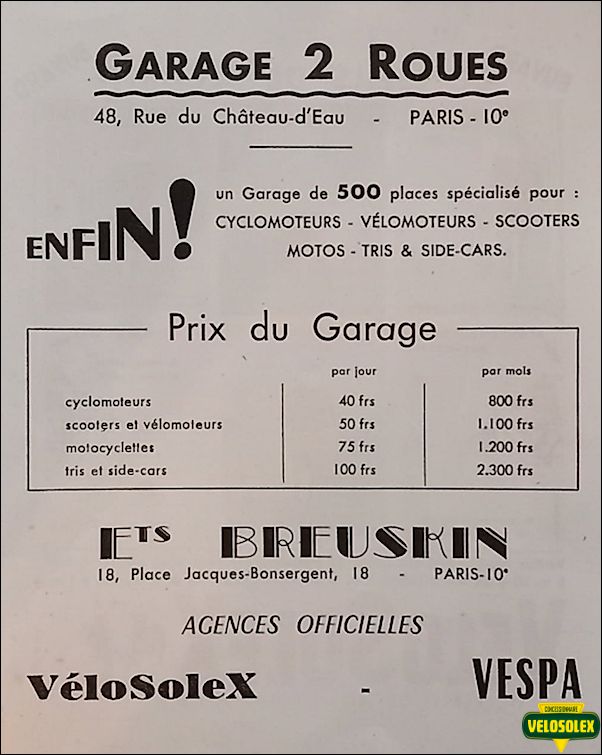 GARAGE 2 ROUES
48, Rue du Château-d'Eau - PARIS - 10e
ENFIN!
un Garage de 500 places spécialisé pour :
CYCLOMOTEURS - VÉLOMOTEURS - SCOOTERS
MOTOS - TRIS & SIDE-CARS.
Prix du Garage
par jour par mois
cyclomoteurs 40 frs 800 frs
scooters et vélomoteurs 50 frs 1.100 frs
motocyclettes 75 frs 1.200 frs
tris et side-cars 100 frs 2.300 frs
ETS BREUSKIN
18, Place Jacques-Bonsergent, 18 - PARIS-10e
AGENCES OFFICIELLES
VéloSoleX - VESPA
CONCESSIONNAIRE
VELOSOLEX